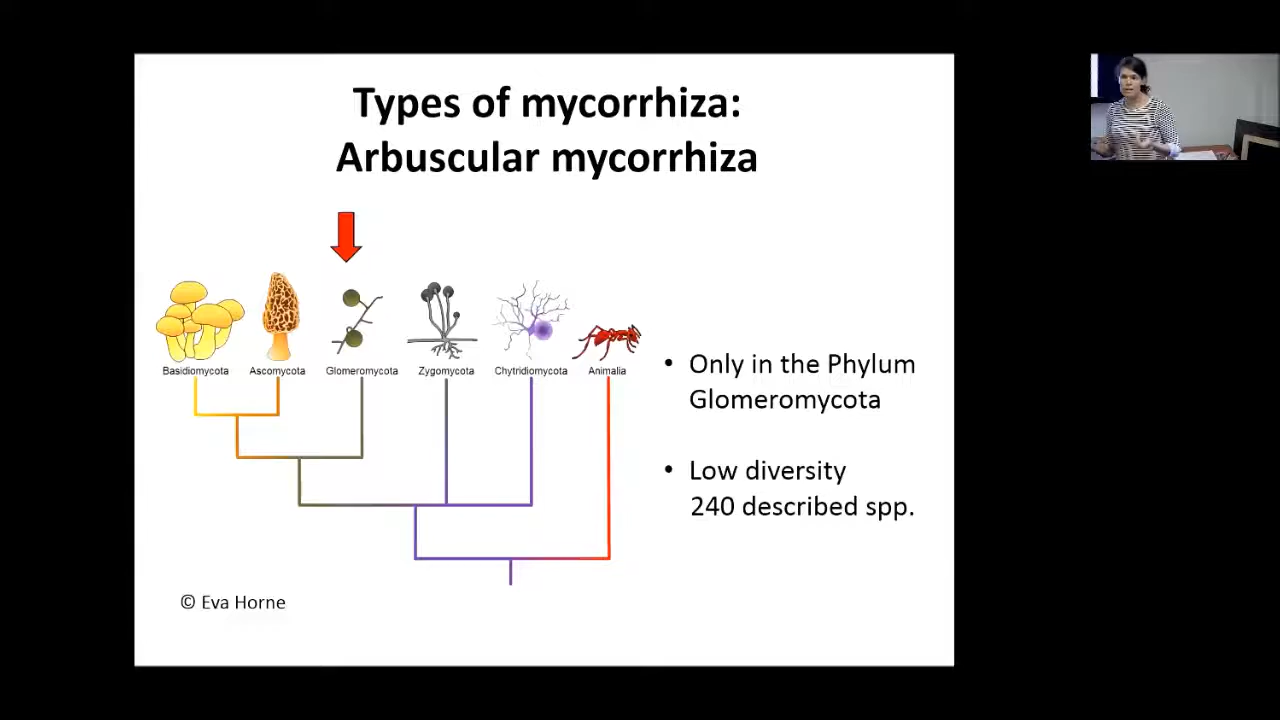 Types of mycorrhiza:
Arbuscular mycorrhiza
Basidiomycota
Ascomycota
Glomeromycota
Zygomycota
Chytridiomycota
Animalia
• Only in the Phylum
Glomeromycota
• Low diversity
240 described spp.
© Eva Horne